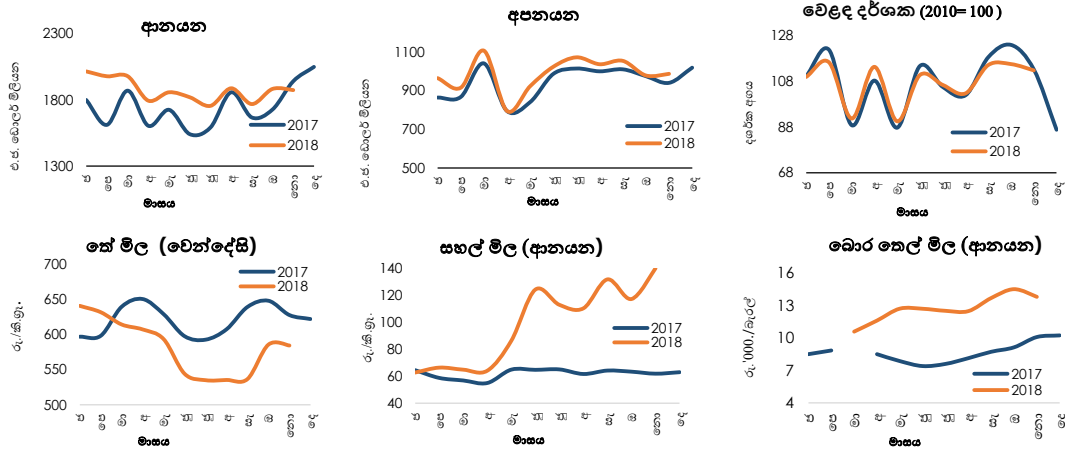 ආනයන
එ.ජ. ඩොලර් මිලියන
2300
1800
1300
2017
2018
ජ පෙ මා අ මැ ජූ ජූ අ සැ ඔ නො දේ
මාසය
අපනයන
එ.ජ. ඩොලර් මිලියන
1100
900
700
500
2017
2018
ජ පෙ මා අ මැ ජූ ජූ අ සැ ඔ නො දේ
මාසය
වෙළඳ දර්ශක (2010= 100 )
දශර්ක අගය
128
108
88
68
2017
2018
ජ පෙ මා අ මැ ජූ ජූ අ සැ ඔ නො දේ
මාසය
තේ මිල (වෙන්දේසි)
රු./කි.ග්‍රෑ.
700
650
600
550
500
2017
2018
ජ පෙ මා අ මැ ජූ ජූ අ සැ ඔ නො දේ
මාසය
සහල් මිල (ආනයන)
රු./කි.ග්‍රෑ.
140
120
100
80
60
40
2017
2018
ජ පෙ මා අ මැ ජූ ජූ අ සැ ඔ නො දේ
මාසය
බොර තෙල් මිල (ආනයන)
රු.'000./බැරල්
16
13
10
7
4
2017
2018
ජ පෙ මා අ මැ ජූ ජූ අ සැ ඔ නො දෙ
මාසය